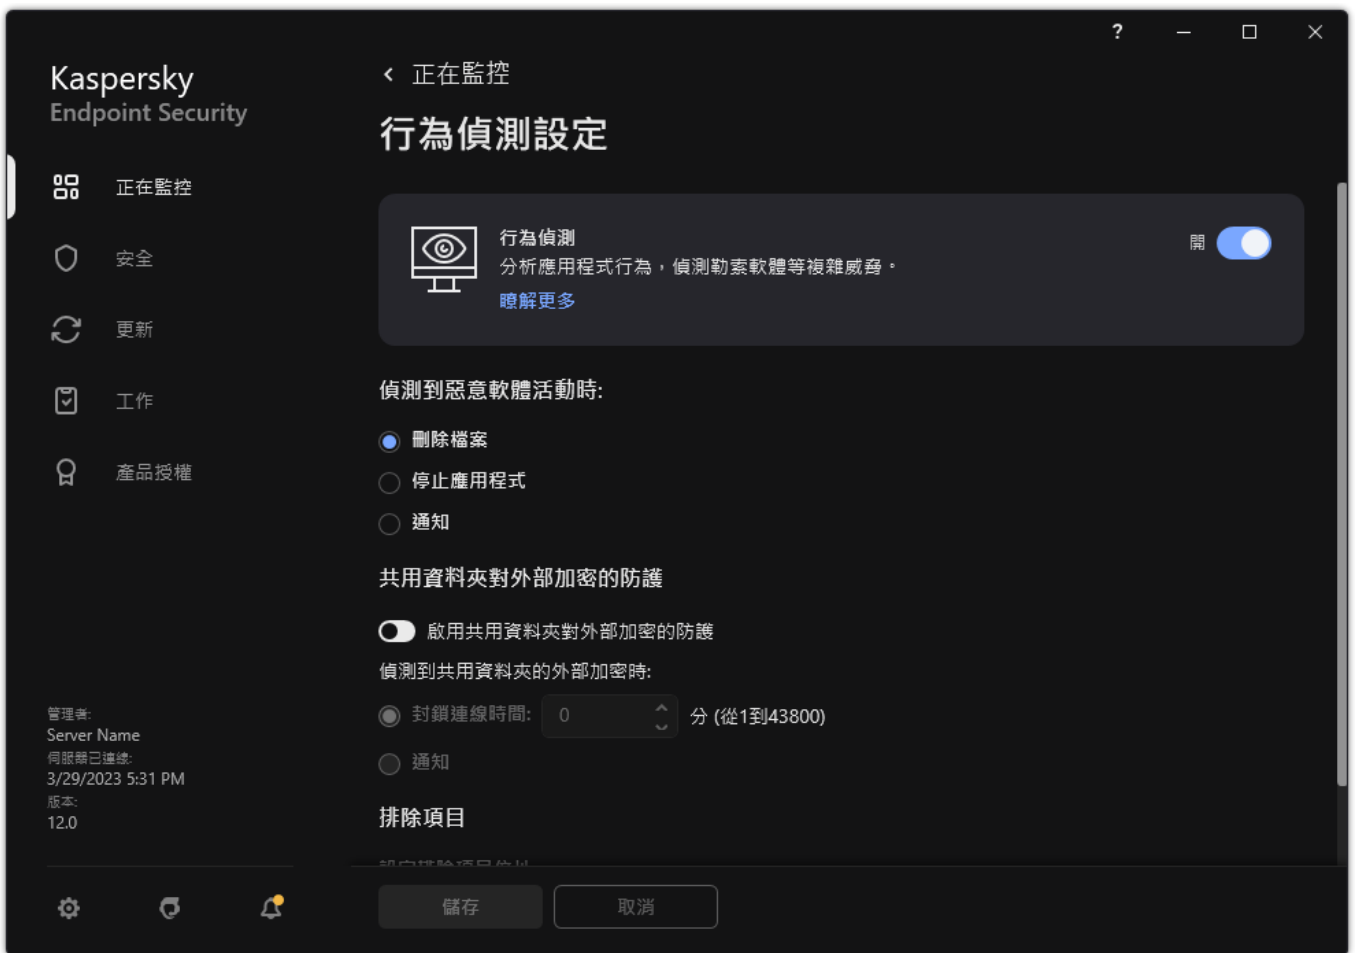 ?
Kaspersky
Endpoint Security
正在監控
安全
更新
工作
產品授權
管理者:
Server Name
伺服器已連線:
3/29/2023 5:31 PM
版本:
12.0
正在監控
行為偵測設定
行為偵測
分析應用程式行為，偵測勒索軟體等複雜威脅。
瞭解更多
開
偵測到惡意軟體活動時:
刪除檔案
停止應用程式
通知
共用資料夾對外部加密的防護
啟用共用資料夾對外部加密的防護
偵測到共用資料夾的外部加密時:
封鎖連線時間: 0 分 (從1到43800)
通知
排除項目
儲存
取消